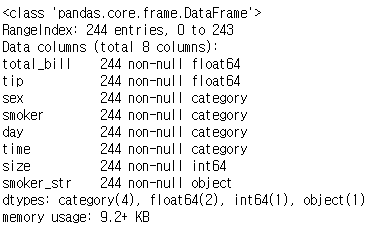 <class 'pandas.core.frame.DataFrame'>
RangeIndex: 244 entries, 0 to 243
Data columns (total 8 columns):
total_bill    244 non-null float64
tip           244 non-null float64
sex           244 non-null category
smoker        244 non-null category
day           244 non-null category
time          244 non-null category
size          244 non-null int64
smoker_str    244 non-null object
dtypes: category(4), float64(2), int64(1), object(1)
memory usage: 9.2+ KB